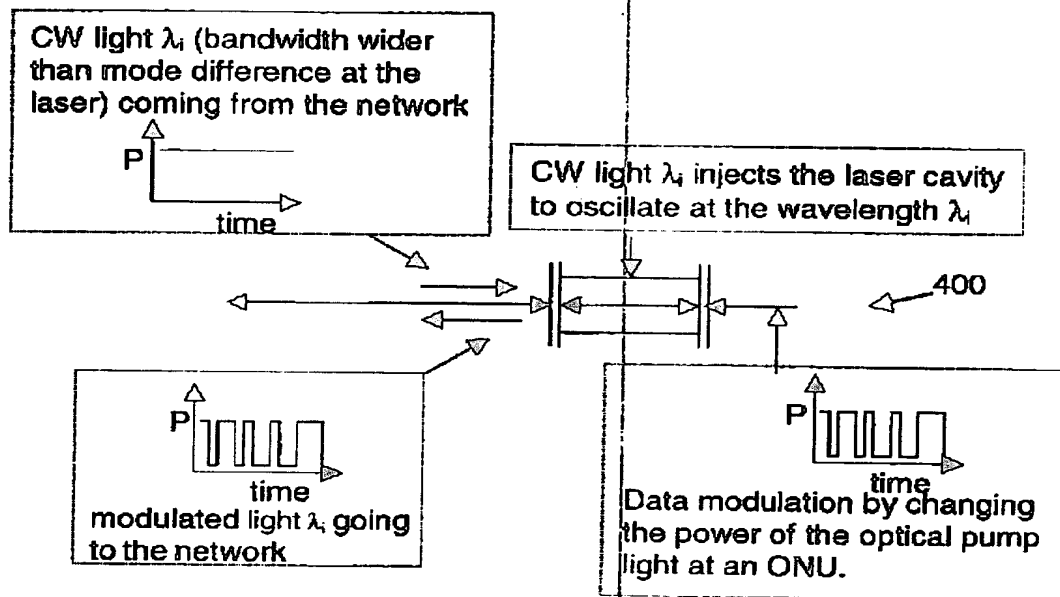 CW light λi (bandwidth wider
than mode difference at the
laser) coming from the network
P
time
CW light λi injects the laser cavity
to oscillate at the wavelength λi
400
P
time
modulated light λi going
to the network
P
time
Data modulation by changing
the power of the optical pump
light at an ONU.